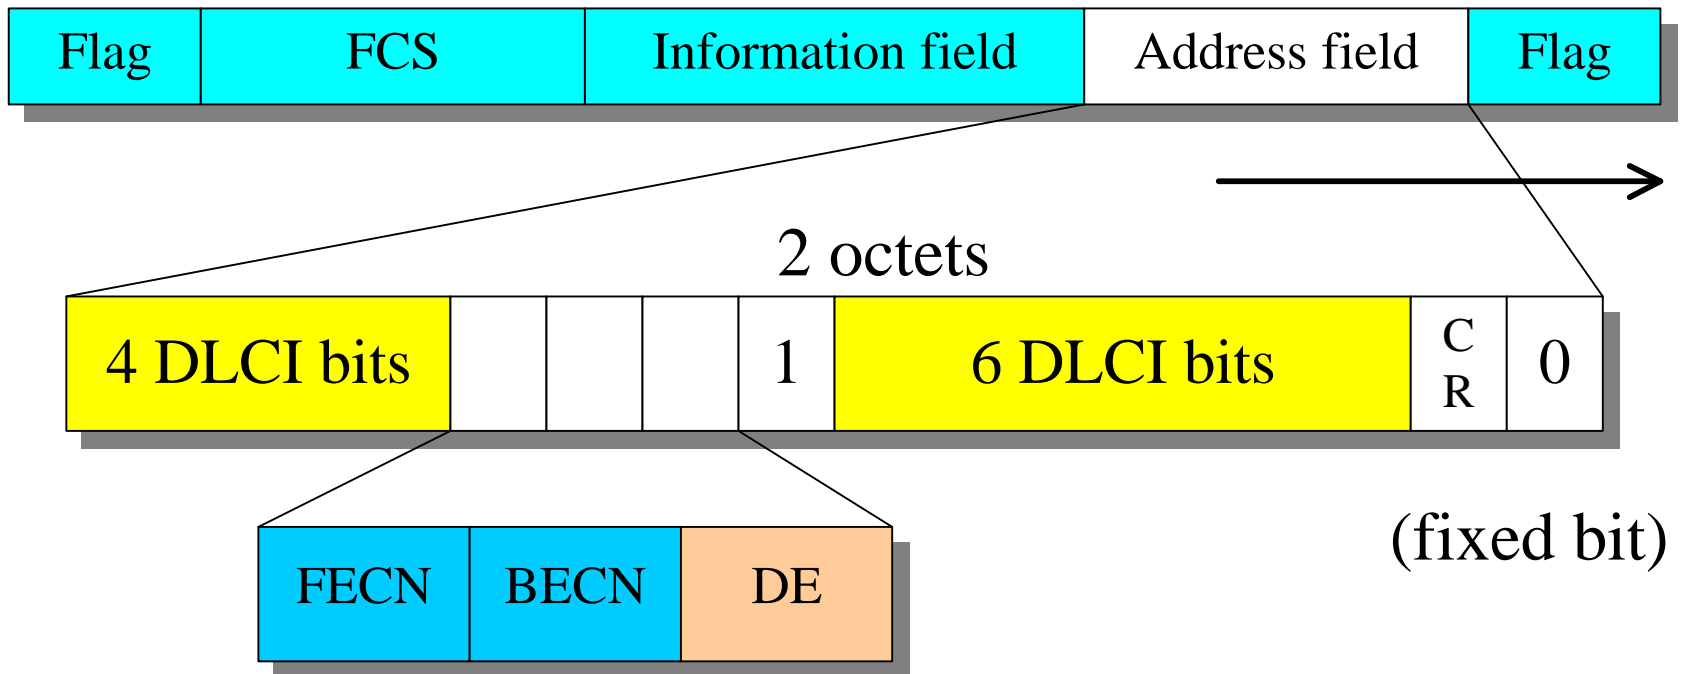 Flag FCS Information field Address field Flag
2 octets
4 DLCI bits 1 6 DLCI bits C R 0
FECN BECN DE
(fixed bit)